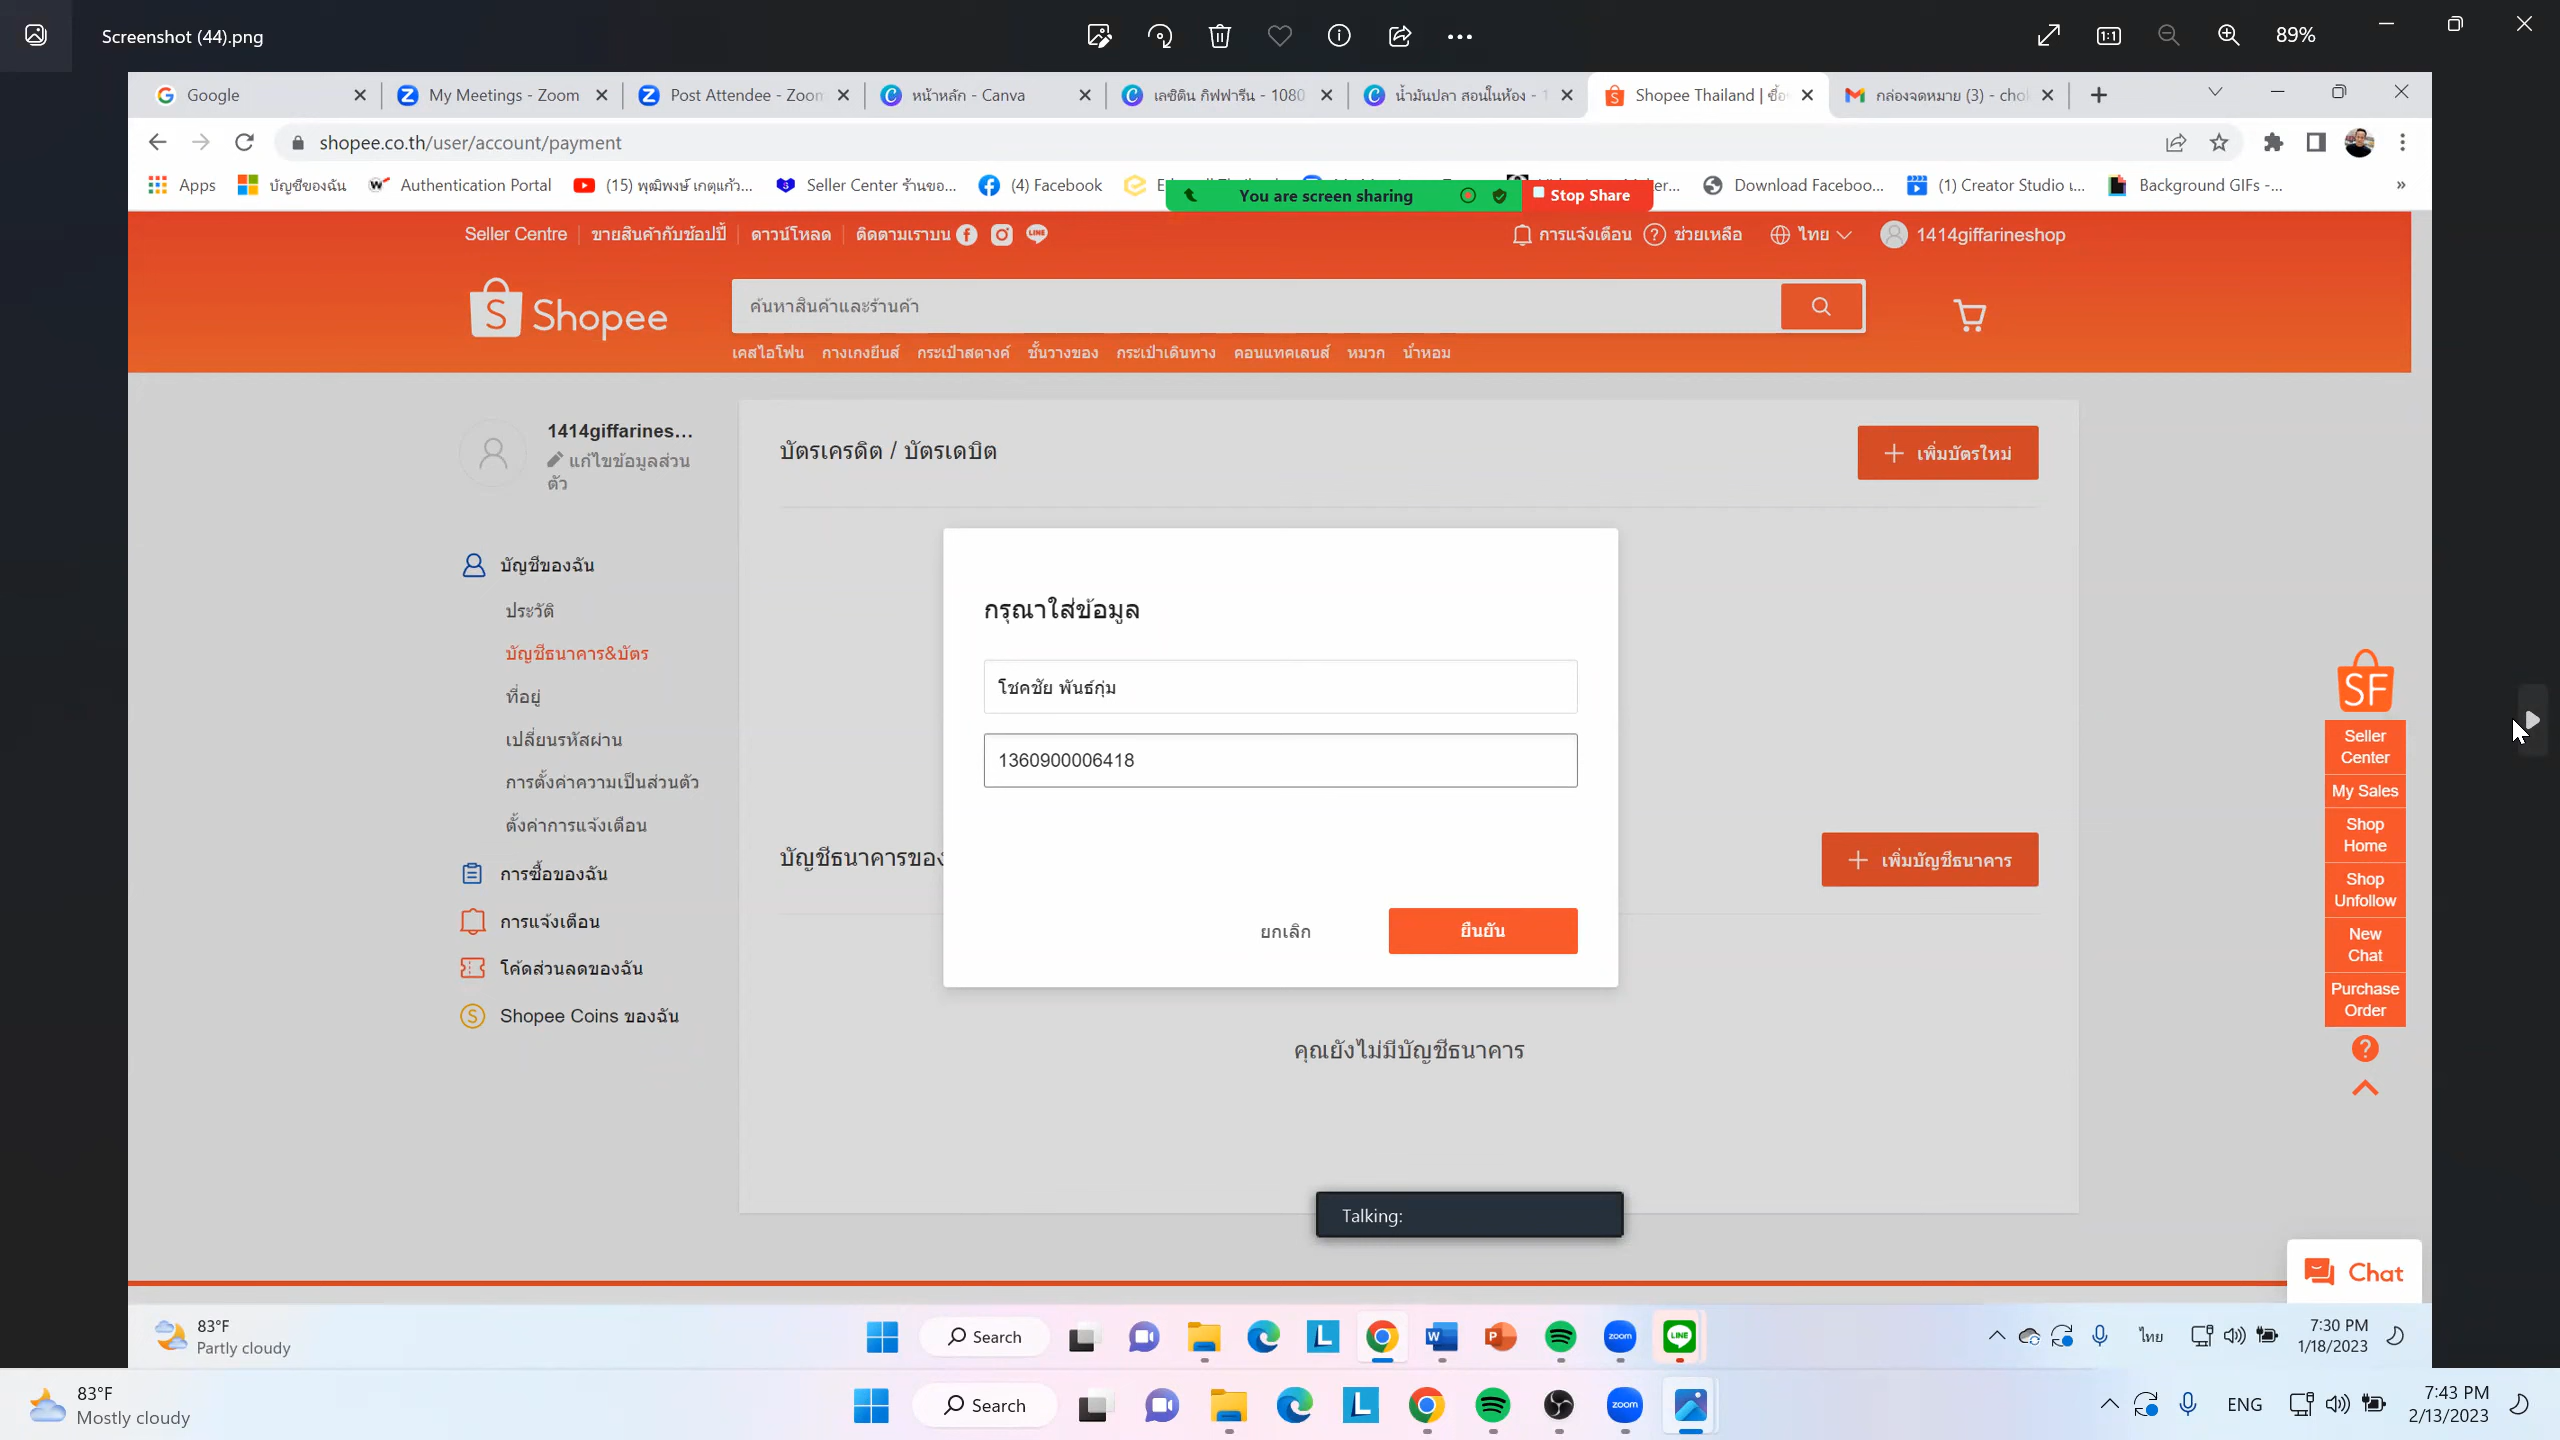 Screenshot (44).png
89%
Google
My Meetings - Zoom
Post Attendee - Zoom
หน้าหลัก - Canva
เลซิติน กิฟฟารีน - 1080
น้ำมันปลา สอนในห้อง - 1
Shopee Thailand | ซื้อ
กล่องจดหมาย (3) - chok
shopee.co.th/user/account/payment
Apps
บัญชีของฉัน
Authentication Portal
(15) พุฒิพงษ์ เกตุแก้ว...
Seller Center ร้านขอ...
(4) Facebook
Download Faceboo...
(1) Creator Studio เ...
Background GIFs -...
»
You are screen sharing
Stop Share
Seller Centre
ขายสินค้ากับช้อปปี้
ดาวน์โหลด
ติดตามเราบน
การแจ้งเตือน
ช่วยเหลือ
ไทย
1414giffarineshop
Shopee
ค้นหาสินค้าและร้านค้า
เคสไอโฟน กางเกงยีนส์ กระเป๋าสตางค์ ชั้นวางของ กระเป๋าเดินทาง คอนแทคเลนส์ หมวก น้ำหอม
1414giffarines...
แก้ไขข้อมูลส่วน
ตัว
บัญชีของฉัน
ประวัติ
บัญชีธนาคาร&บัตร
ที่อยู่
เปลี่ยนรหัสผ่าน
การตั้งค่าความเป็นส่วนตัว
ตั้งค่าการแจ้งเตือน
การซื้อของฉัน
การแจ้งเตือน
โค้ดส่วนลดของฉัน
Shopee Coins ของฉัน
บัตรเครดิต / บัตรเดบิต
เพิ่มบัตรใหม่
กรุณาใส่ข้อมูล
โชคชัย พันธ์กุ่ม
1360900006418
ยกเลิก
ยืนยัน
บัญชีธนาคารของ
เพิ่มบัญชีธนาคาร
คุณยังไม่มีบัญชีธนาคาร
SF
Seller
Center
My Sales
Shop
Home
Shop
Unfollow
New
Chat
Purchase
Order
Talking:
Chat
83°F
Partly cloudy
Search
ไทย
7:30 PM
1/18/2023
83°F
Mostly cloudy
Search
ENG
7:43 PM
2/13/2023